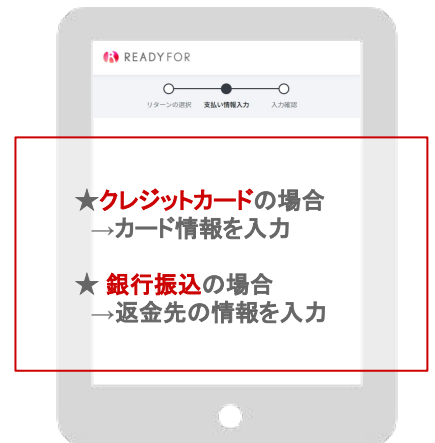 READYFOR
リターンの選択 支払い情報入力 入力確認
★クレジットカードの場合
→カード情報を入力
★ 銀行振込の場合
→返金先の情報を入力